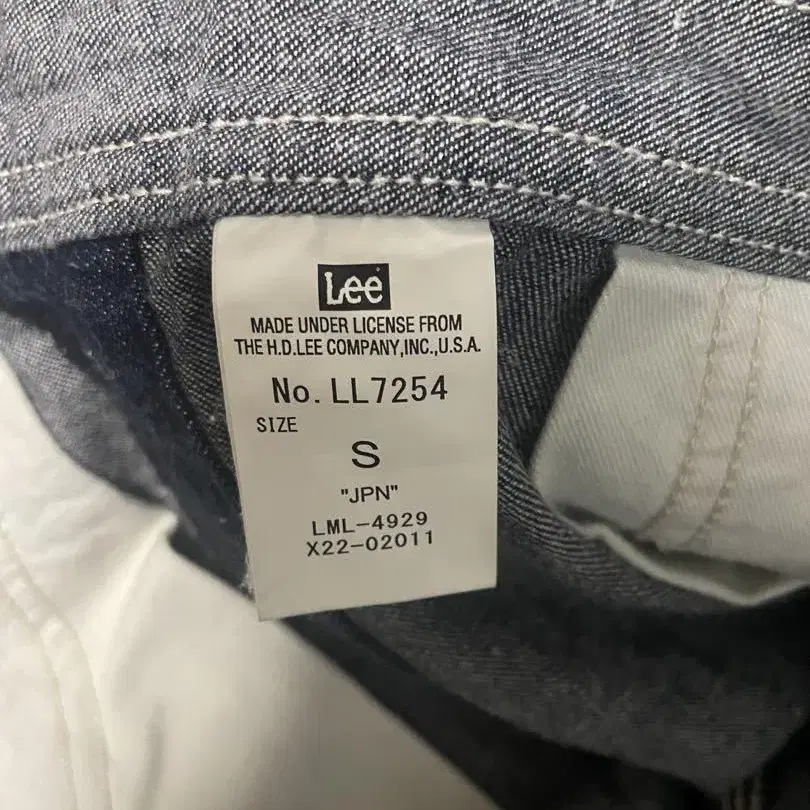 Lee
MADE UNDER LICENSE FROM
THE H.D.LEE COMPANY,INC.,U.S.A.
No. LL7254
SIZE
S
"JPN"
LML-4929
X22-02011